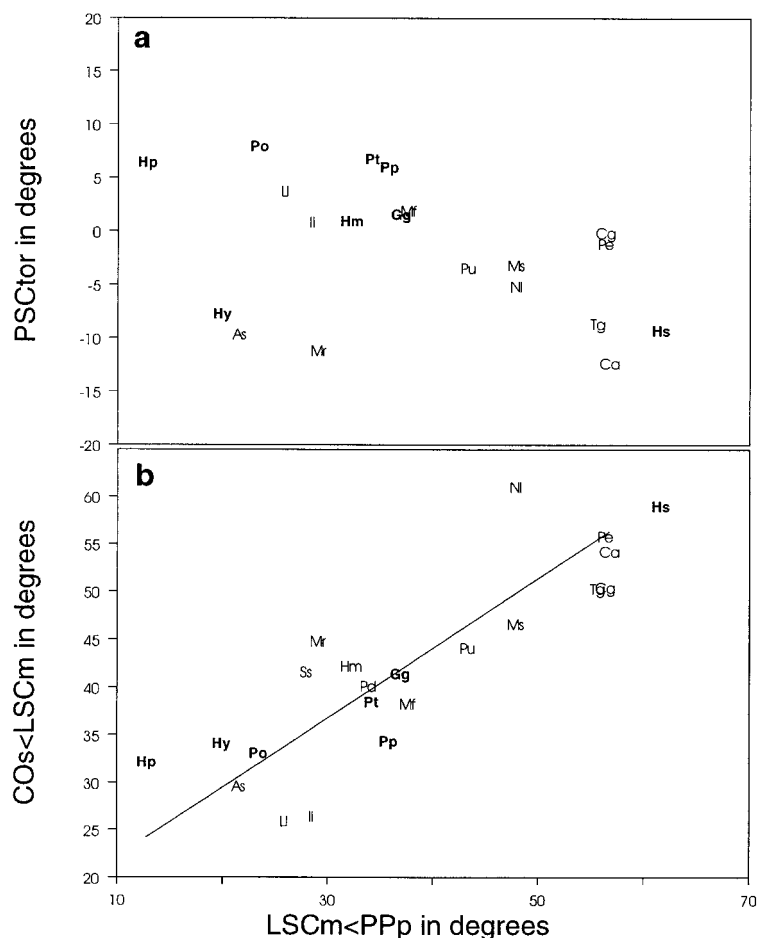 a
20
15
10
5
0
-5
-10
-15
-20
PSCtor in degrees
Hp
Po
Pt
Pp
Ii
Hm
Gg
Mf
Cg
Pe
Pu
Ms
Nl
Hy
As
Mr
Tg
Hs
Ca
b
60
55
50
45
40
35
30
25
20
COs<LSCm in degrees
Nl
Hs
Pe
Ca
Tg
Cg
Ms
Mr
Pu
Ss
Hm
Gg
Pd
Pt
Mf
Hy
Pp
Po
Hp
As
Ii
10
30
50
70
LSCm<PPp in degrees